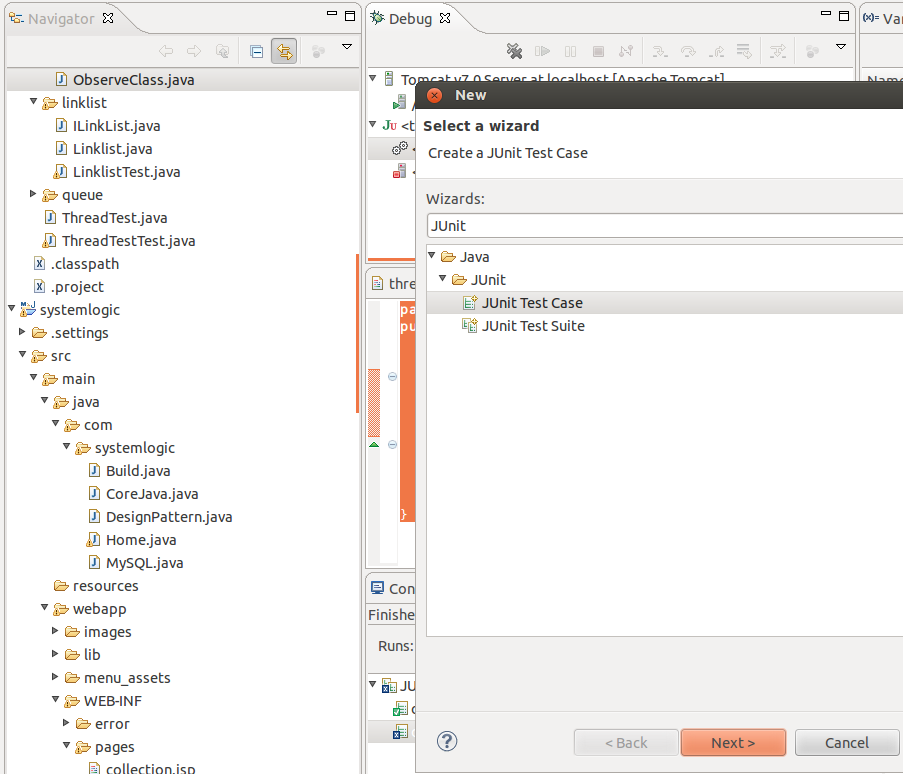 Navigator
ObserveClass.java
linklist
ILinkList.java
Linklist.java
LinklistTest.java
queue
ThreadTest.java
ThreadTestTest.java
.classpath
.project
systemlogic
.settings
src
main
java
com
systemlogic
Build.java
CoreJava.java
DesignPattern.java
Home.java
MySQL.java
resources
webapp
images
lib
menu_assets
WEB-INF
error
pages
collection.jsp
Debug
Tomcat v7.0 Server at localhost [Apache Tomcat]
<t
thre
pa
pu
}
Con
Finishe
Runs:
JU
(x)= Var
Name
New
Select a wizard
Create a JUnit Test Case
Wizards:
JUnit
Java
JUnit
JUnit Test Case
JUnit Test Suite
< Back
Next >
Cancel